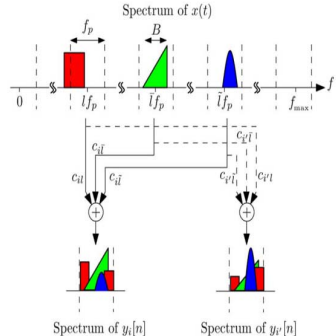 Spectrum of x(t)
f_p
B
0
lf_p
l̄f_p
l̃f_p
f_max
f
c_il
c_il̄
c_il̃
c_i'l̄
c_i'l̃
c_i'l
+
+
Spectrum of y_i[n]
Spectrum of y_i'[n]